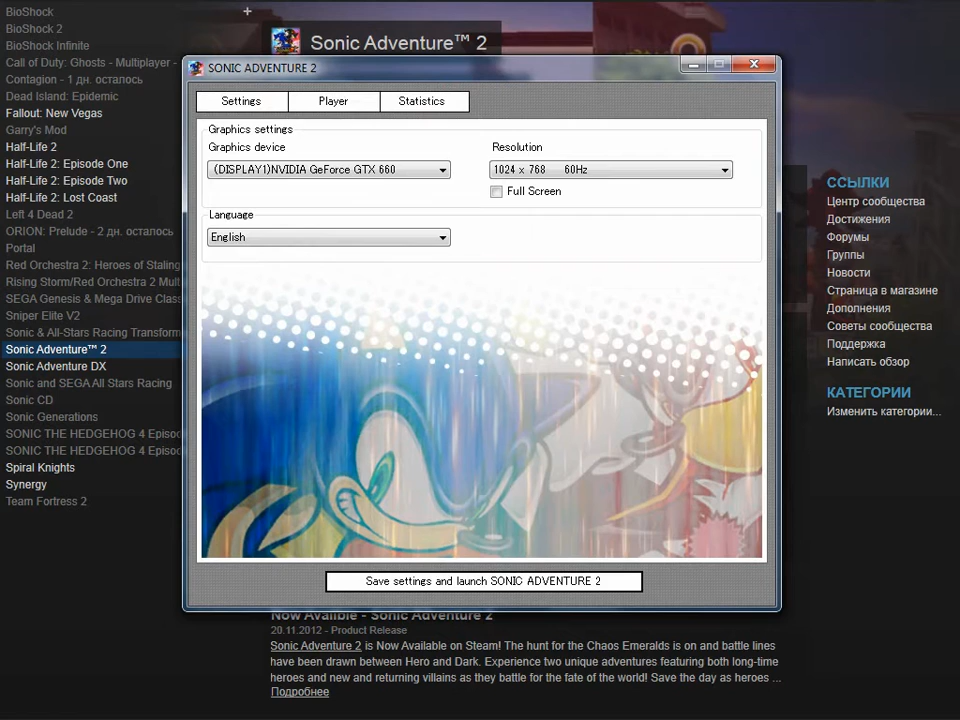 BioShock
BioShock 2
BioShock Infinite
Call of Duty: Ghosts - Multiplayer -
Contagion - 1 дн. осталось
Dead Island: Epidemic
Fallout: New Vegas
Garry's Mod
Half-Life 2
Half-Life 2: Episode One
Half-Life 2: Episode Two
Half-Life 2: Lost Coast
Left 4 Dead 2
ORION: Prelude - 2 дн. осталось
Portal
Red Orchestra 2: Heroes of Staling
Rising Storm/Red Orchestra 2 Mult
SEGA Genesis & Mega Drive Class
Sniper Elite V2
Sonic & All-Stars Racing Transform
Sonic Adventure™ 2
Sonic Adventure DX
Sonic and SEGA All Stars Racing
Sonic CD
Sonic Generations
SONIC THE HEDGEHOG 4 Episod
SONIC THE HEDGEHOG 4 Episod
Spiral Knights
Synergy
Team Fortress 2
+
Sonic Adventure™ 2
SONIC ADVENTURE 2
Settings Player Statistics
Graphics settings
Graphics device Resolution
(DISPLAY1)NVIDIA GeForce GTX 660 1024 x 768 60Hz
Full Screen
Language
English
Save settings and launch SONIC ADVENTURE 2
Now Availible - Sonic Adventure 2
20.11.2012 - Product Release
Sonic Adventure 2 is Now Available on Steam! The hunt for the Chaos Emeralds is on and battle lines
have been drawn between Hero and Dark. Experience two unique adventures featuring both long-time
heroes and new and returning villains as they battle for the fate of the world! Save the day as heroes ...
Подробнее
ССЫЛКИ
Центр сообщества
Достижения
Форумы
Группы
Новости
Страница в магазине
Дополнения
Советы сообщества
Поддержка
Написать обзор
КАТЕГОРИИ
Изменить категории...